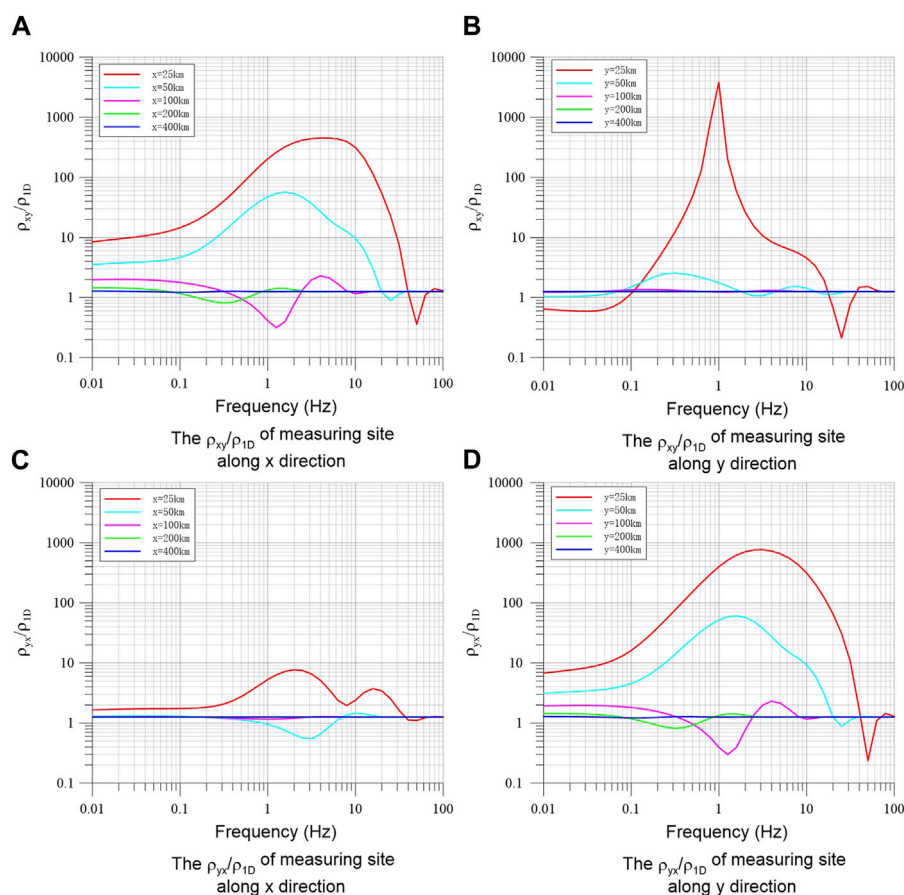 A
10000
1000
100
10
1
0.1
ρxy/ρ1D
x=25km
x=50km
x=100km
x=200km
x=400km
0.01 0.1 1 10 100
Frequency (Hz)
The ρxy/ρ1D of measuring site
along x direction
B
10000
1000
100
10
1
0.1
ρxy/ρ1D
y=25km
y=50km
y=100km
y=200km
y=400km
0.01 0.1 1 10 100
Frequency (Hz)
The ρxy/ρ1D of measuring site
along y direction
C
10000
1000
100
10
1
0.1
ρyx/ρ1D
x=25km
x=50km
x=100km
x=200km
x=400km
0.01 0.1 1 10 100
Frequency (Hz)
The ρyx/ρ1D of measuring site
along x direction
D
10000
1000
100
10
1
0.1
ρyx/ρ1D
y=25km
y=50km
y=100km
y=200km
y=400km
0.01 0.1 1 10 100
Frequency (Hz)
The ρyx/ρ1D of measuring site
along y direction